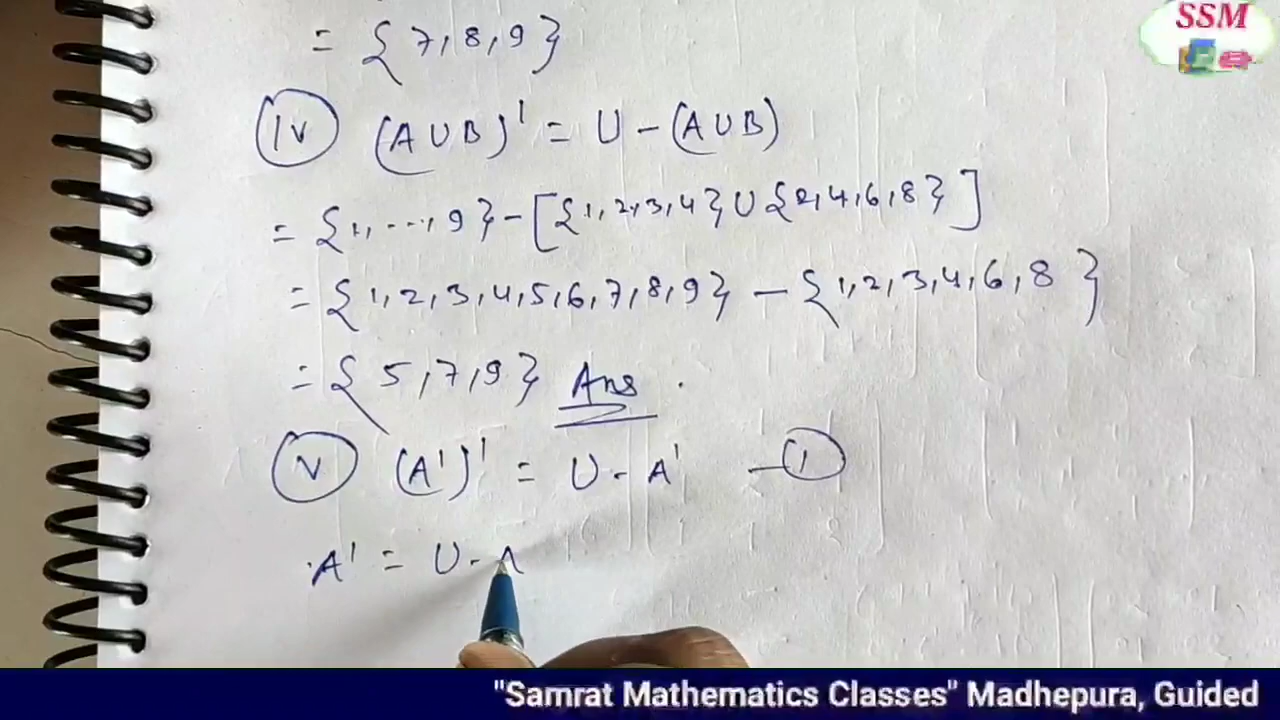 SSM
= {7,8,9}
(iv) (A∪B)' = U - (A∪B)
= {1,---,9} - [{1,2,3,4} ∪ {2,4,6,8}]
= {1,2,3,4,5,6,7,8,9} - {1,2,3,4,6,8}
= {5,7,9} Ans.
(v) (A')' = U - A' —(1)
A' = U - A
"Samrat Mathematics Classes" Madhepura, Guided